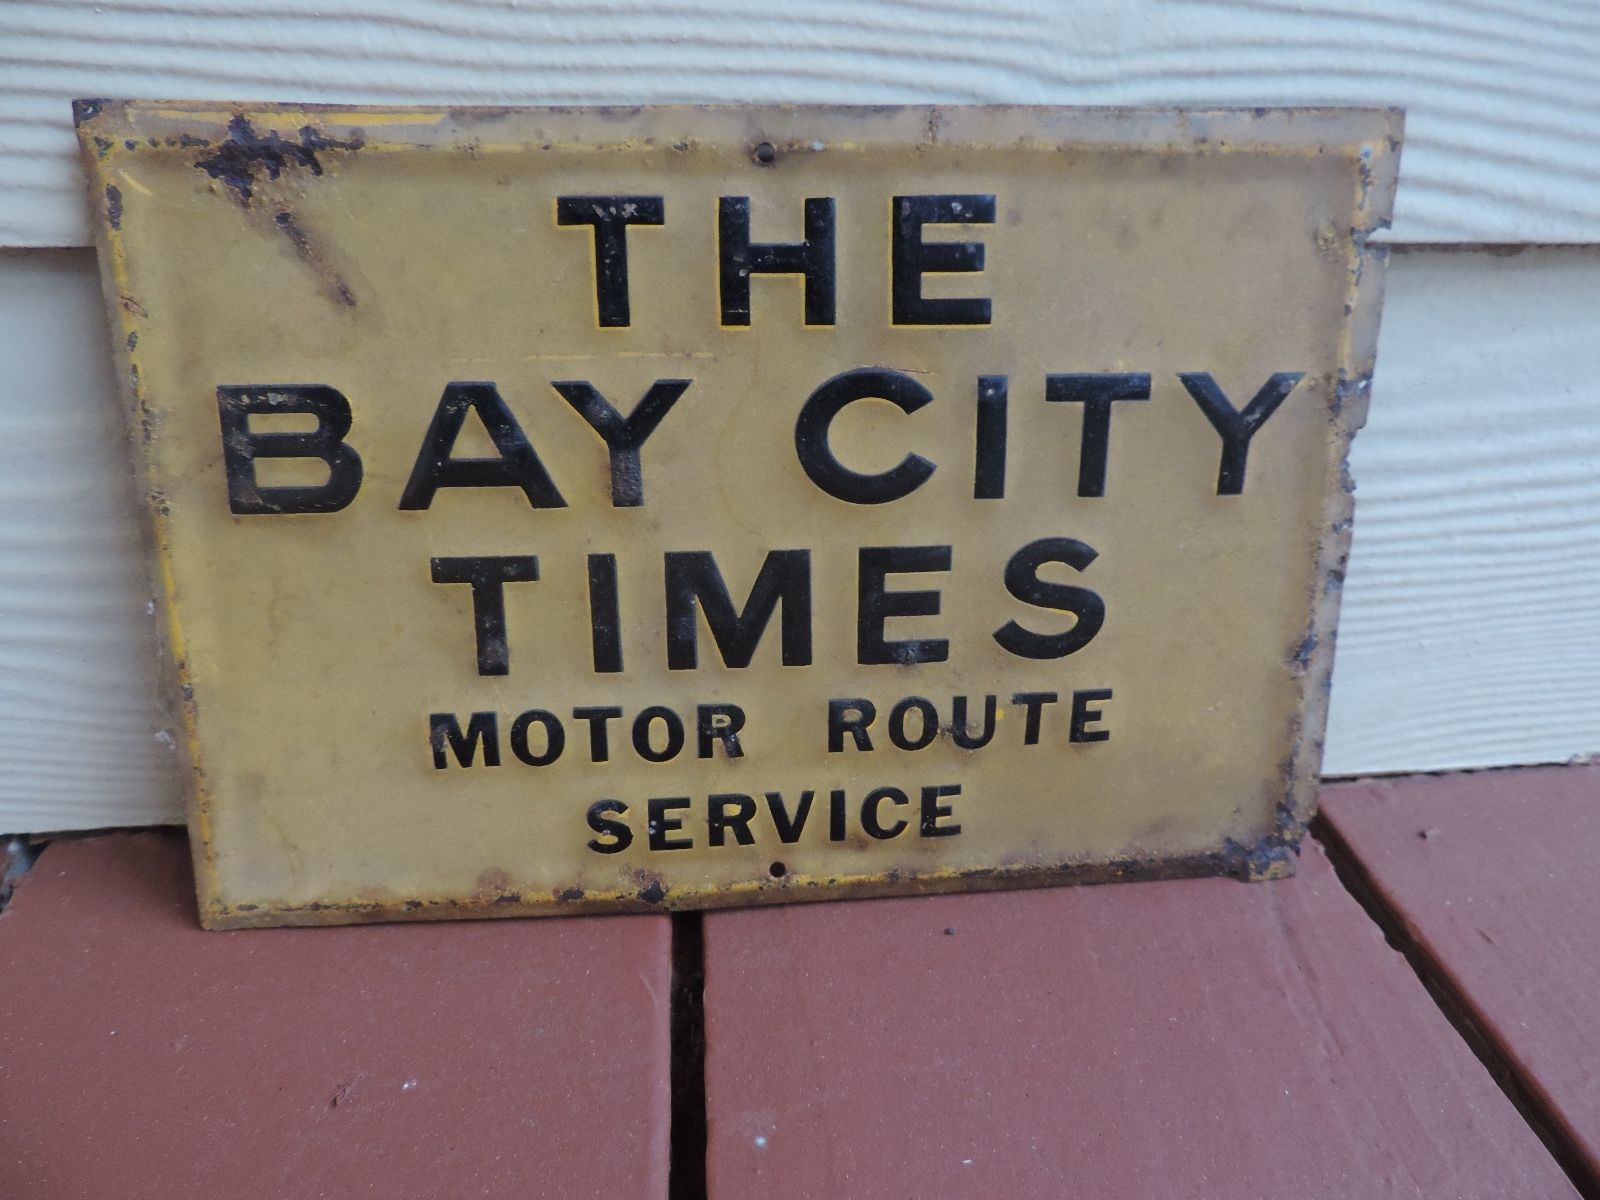 THE
BAY CITY
TIMES
MOTOR ROUTE
SERVICE